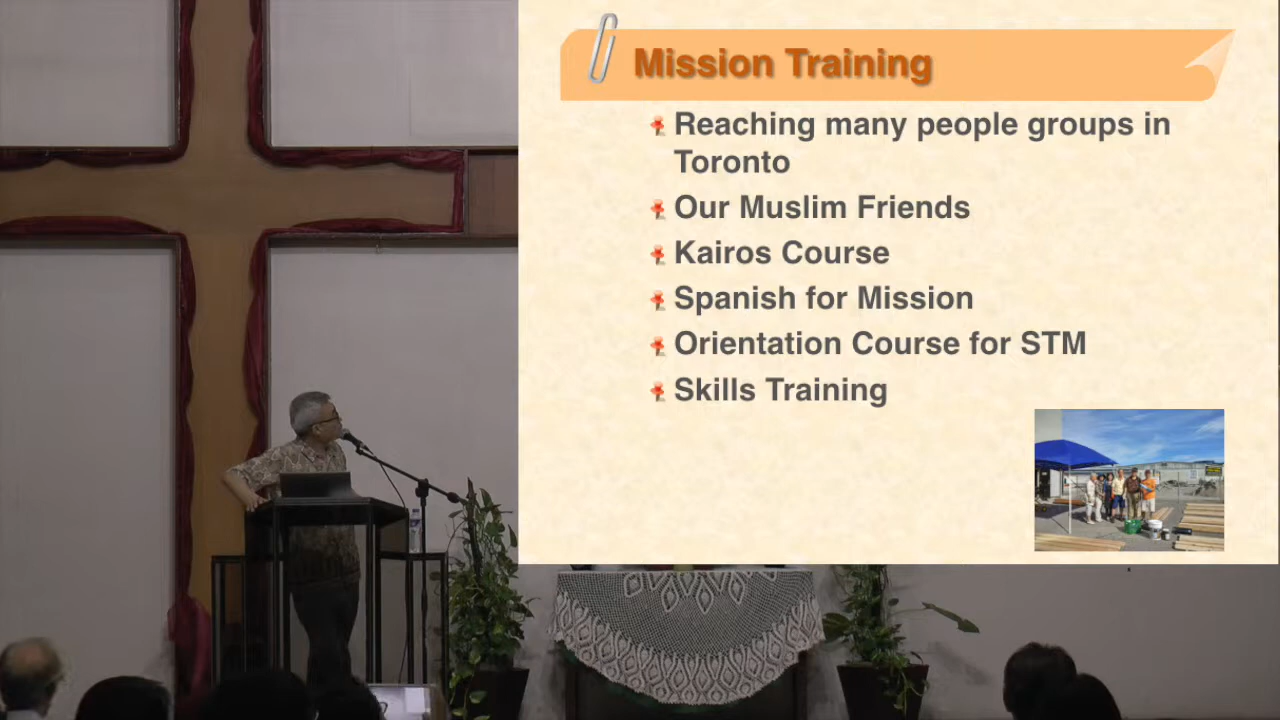 Mission Training
Reaching many people groups in
Toronto
Our Muslim Friends
Kairos Course
Spanish for Mission
Orientation Course for STM
Skills Training